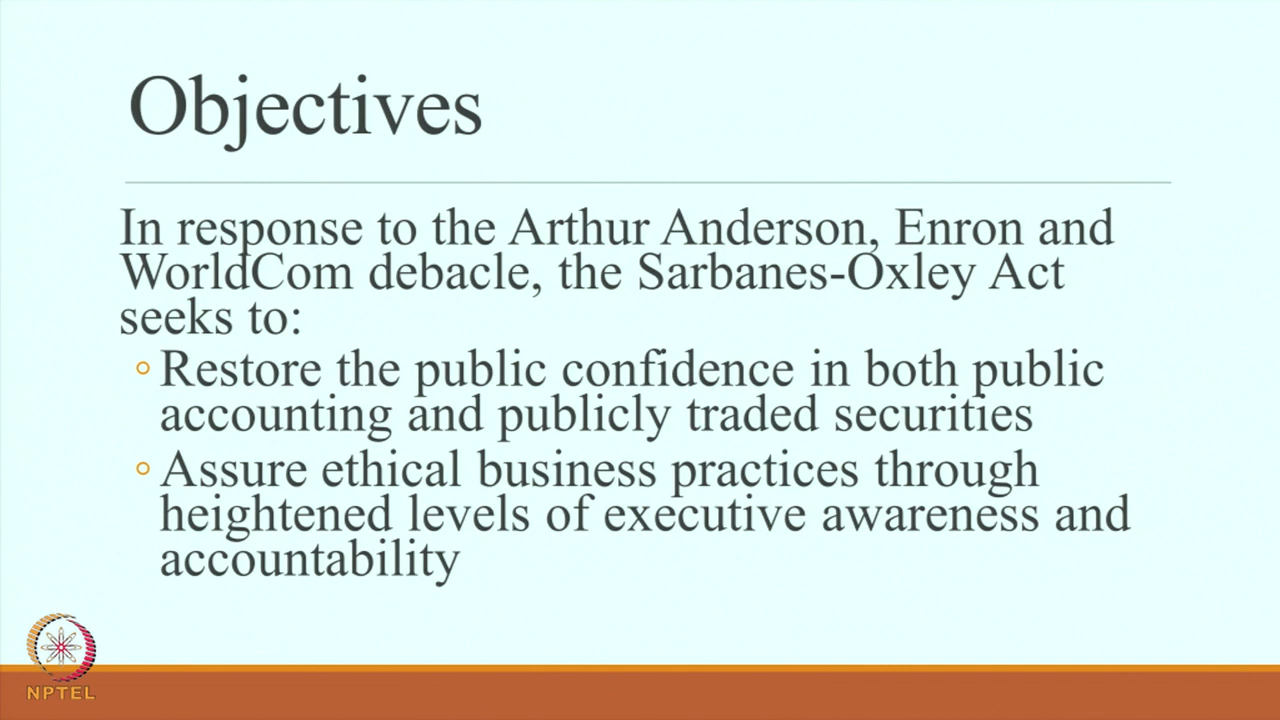 Objectives
In response to the Arthur Anderson, Enron and
WorldCom debacle, the Sarbanes-Oxley Act
seeks to:
◦ Restore the public confidence in both public
accounting and publicly traded securities
◦ Assure ethical business practices through
heightened levels of executive awareness and
accountability
NPTEL